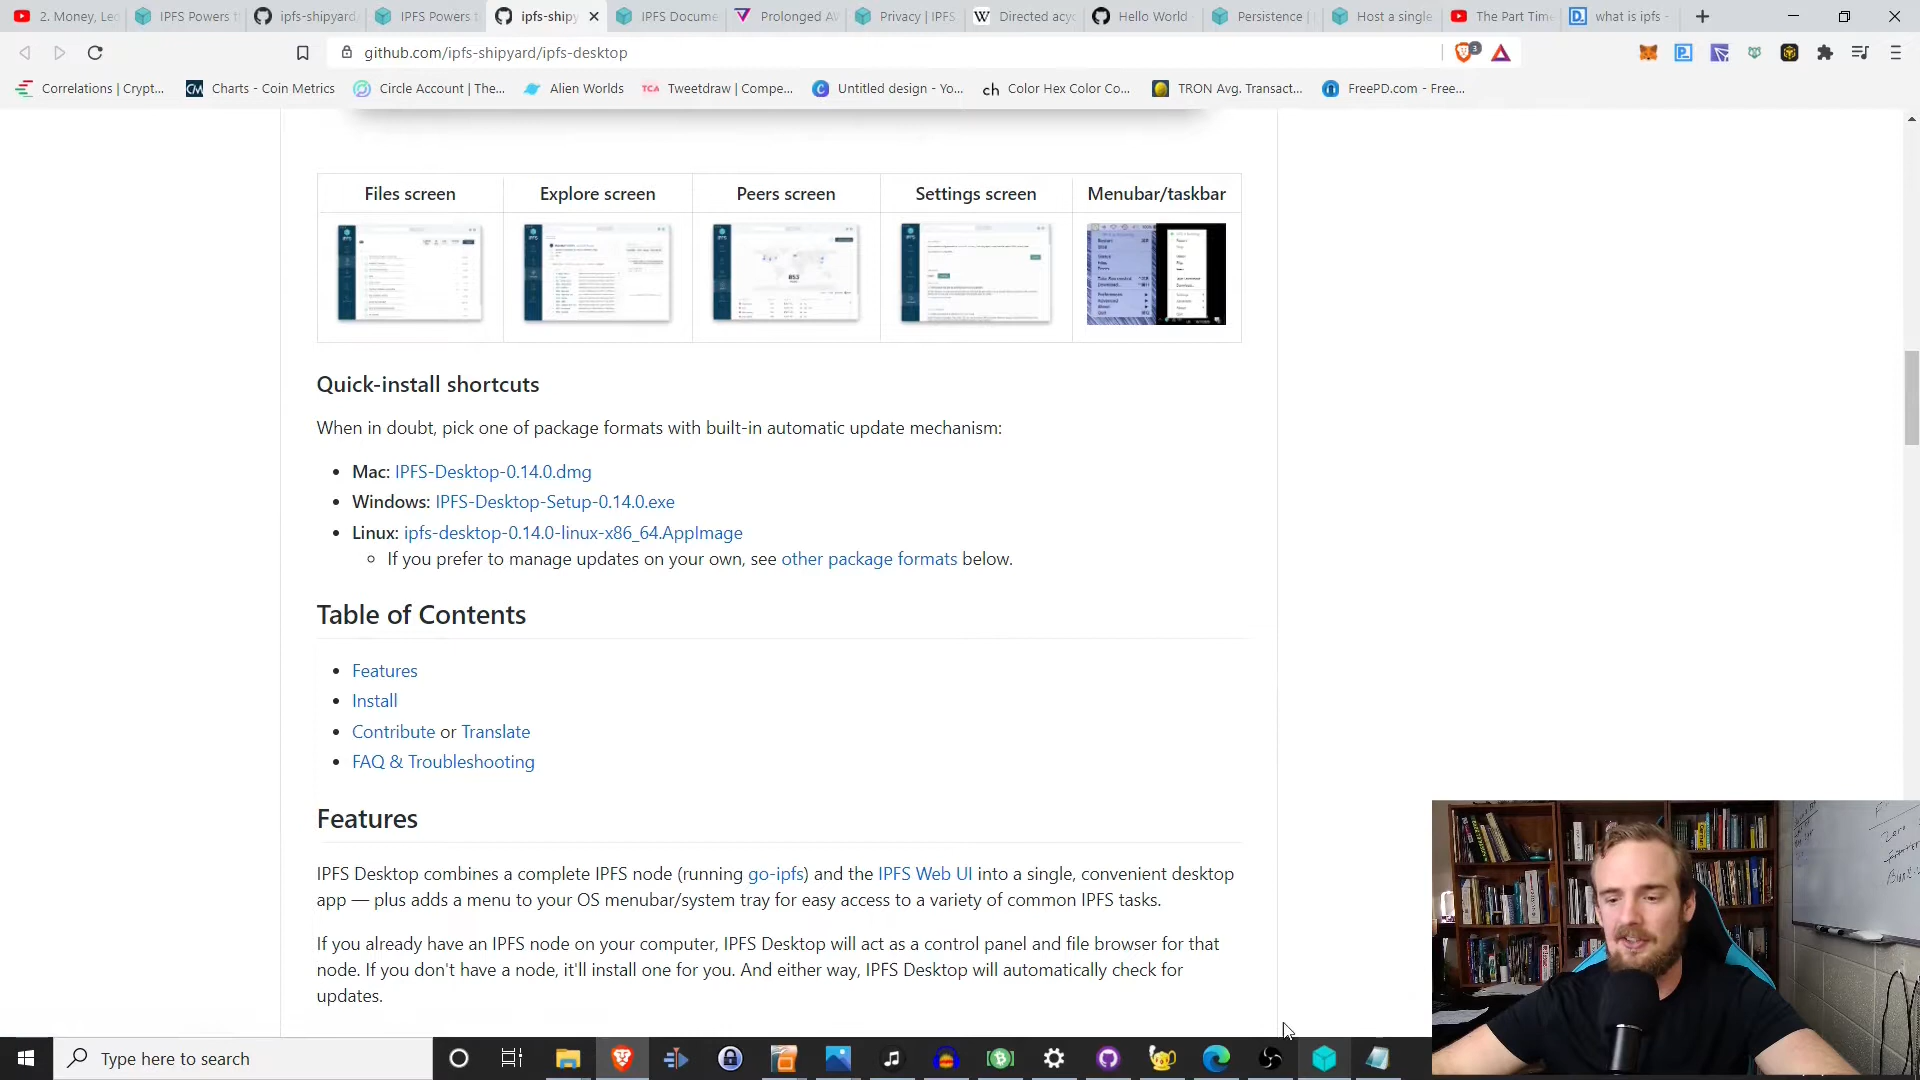 2. Money, Le
IPFS Powers t
ipfs-shipyard
IPFS Powers t
ipfs-shipy
IPFS Docume
Prolonged A
Privacy | IPFS
Directed acyc
Hello World
Persistence |
Host a single
The Part Tim
what is ipfs -
github.com/ipfs-shipyard/ipfs-desktop
3
Correlations | Crypt...
Charts - Coin Metrics
Circle Account | The...
Alien Worlds
TCA Tweetdraw | Compe...
Untitled design - Yo...
ch Color Hex Color Co...
TRON Avg. Transact...
FreePD.com - Free...
Files screen
Explore screen
Peers screen
Settings screen
Menubar/taskbar
853
Quick-install shortcuts
When in doubt, pick one of package formats with built-in automatic update mechanism:
Mac: IPFS-Desktop-0.14.0.dmg
Windows: IPFS-Desktop-Setup-0.14.0.exe
Linux: ipfs-desktop-0.14.0-linux-x86_64.AppImage
If you prefer to manage updates on your own, see other package formats below.
Table of Contents
Features
Install
Contribute or Translate
FAQ & Troubleshooting
Features
IPFS Desktop combines a complete IPFS node (running go-ipfs) and the IPFS Web UI into a single, convenient desktop
app — plus adds a menu to your OS menubar/system tray for easy access to a variety of common IPFS tasks.
If you already have an IPFS node on your computer, IPFS Desktop will act as a control panel and file browser for that
node. If you don't have a node, it'll install one for you. And either way, IPFS Desktop will automatically check for
updates.
Type here to search